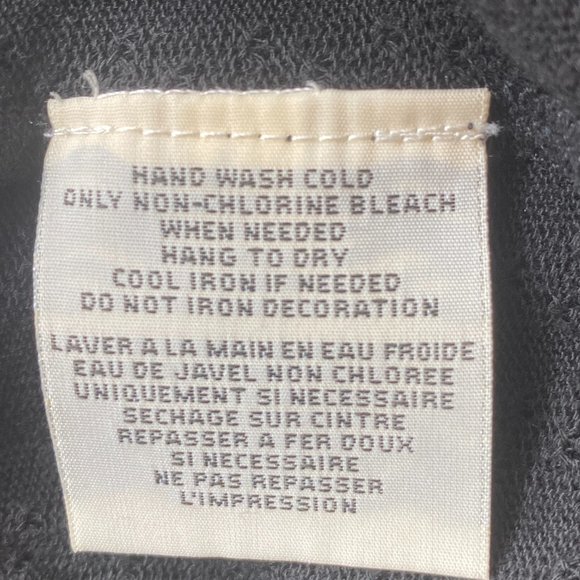 HAND WASH COLD
ONLY NON-CHLORINE BLEACH
WHEN NEEDED
HANG TO DRY
COOL IRON IF NEEDED
DO NOT IRON DECORATION
LAVER A LA MAIN EN EAU FROIDE
EAU DE JAVEL NON CHLOREE
UNIQUEMENT SI NECESSAIRE
SECHAGE SUR CINTRE
REPASSER A FER DOUX
SI NECESSAIRE
NE PAS REPASSER
L'IMPRESSION